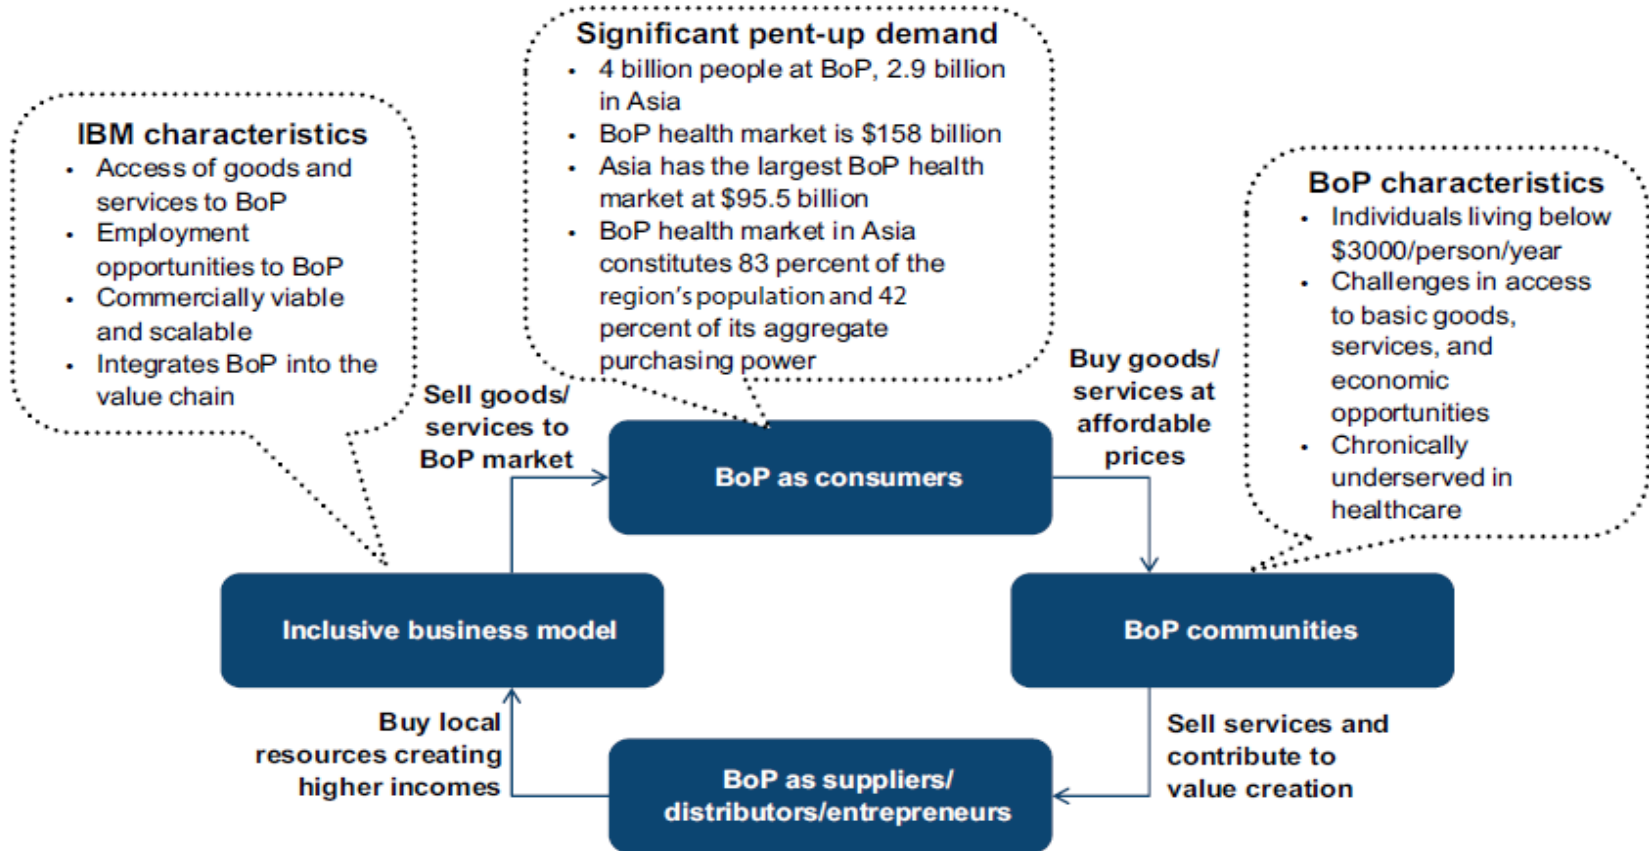 Significant pent-up demand
• 4 billion people at BoP, 2.9 billion
in Asia
• BoP health market is $158 billion
• Asia has the largest BoP health
market at $95.5 billion
• BoP health market in Asia
constitutes 83 percent of the
region's population and 42
percent of its aggregate
purchasing power
IBM characteristics
• Access of goods and
services to BoP
• Employment
opportunities to BoP
• Commercially viable
and scalable
• Integrates BoP into the
value chain
BoP characteristics
• Individuals living below
$3000/person/year
• Challenges in access
to basic goods,
services, and
economic
opportunities
• Chronically
underserved in
healthcare
Sell goods/
services to
BoP market
BoP as consumers
Buy goods/
services at
affordable
prices
Inclusive business model
BoP communities
Buy local
resources creating
higher incomes
BoP as suppliers/
distributors/entrepreneurs
Sell services and
contribute to
value creation